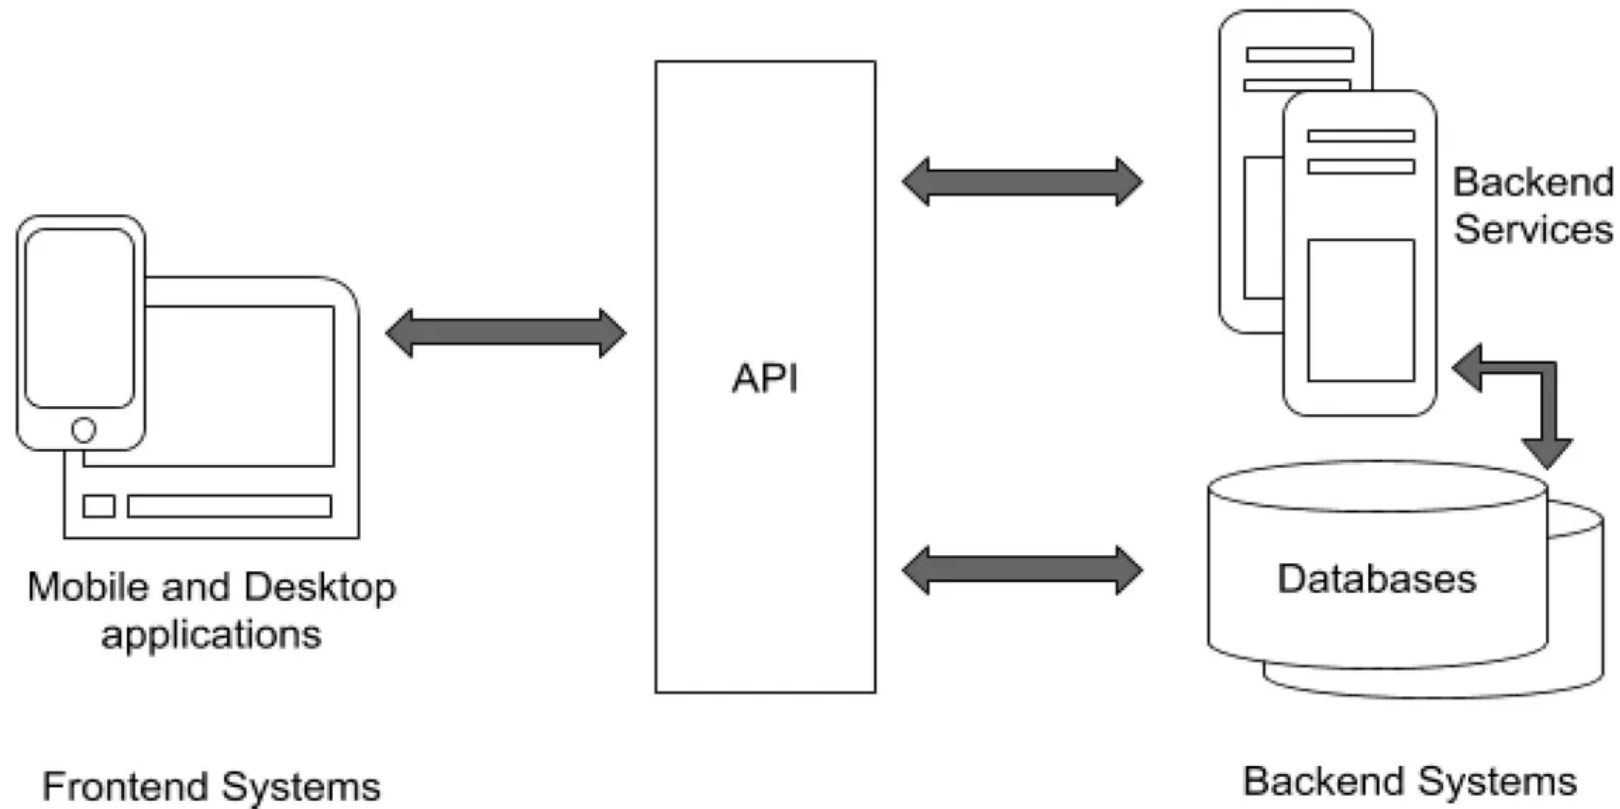 Backend
Services
API
Databases
Mobile and Desktop
applications
Frontend Systems
Backend Systems